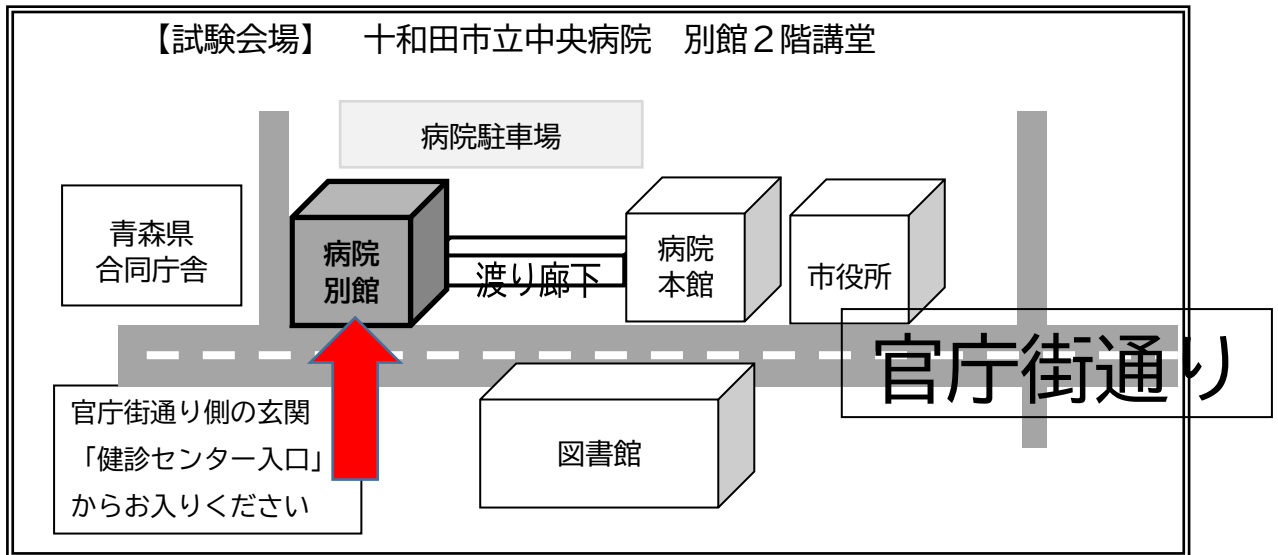 【試験会場】 十和田市立中央病院 別館２階講堂
病院駐車場
青森県
合同庁舎
病院
別館
渡り廊下
病院
本館
市役所
官庁街通り
官庁街通り側の玄関
「健診センター入口」
からお入りください
図書館